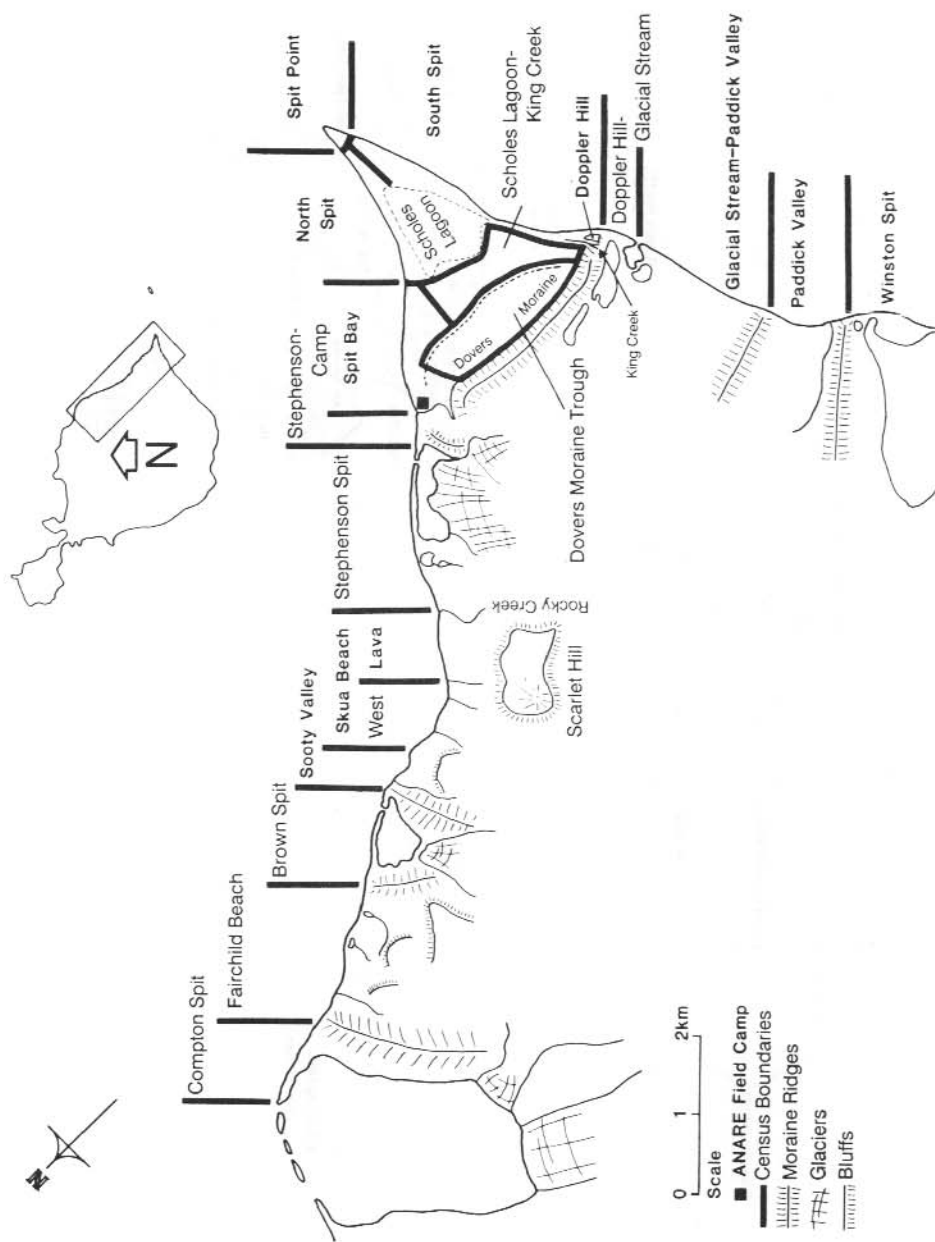 N
N
Compton Spit
Fairchild Beach
Brown Spit
Sooty Valley
Skua Beach
West
Lava
Stephenson Spit
Stephenson-
Camp
Spit Bay
North
Spit
Spit Point
South Spit
Scholes
Lagoon
Scholes Lagoon-
King Creek
Doppler Hill
Doppler Hill-
Glacial Stream
Glacial Stream-Paddick Valley
Paddick Valley
Winston Spit
Dovers
Moraine
King Creek
Dovers Moraine Trough
Rocky Creek
Scarlet Hill
0 1 2km
Scale
ANARE Field Camp
Census Boundaries
Moraine Ridges
Glaciers
Bluffs